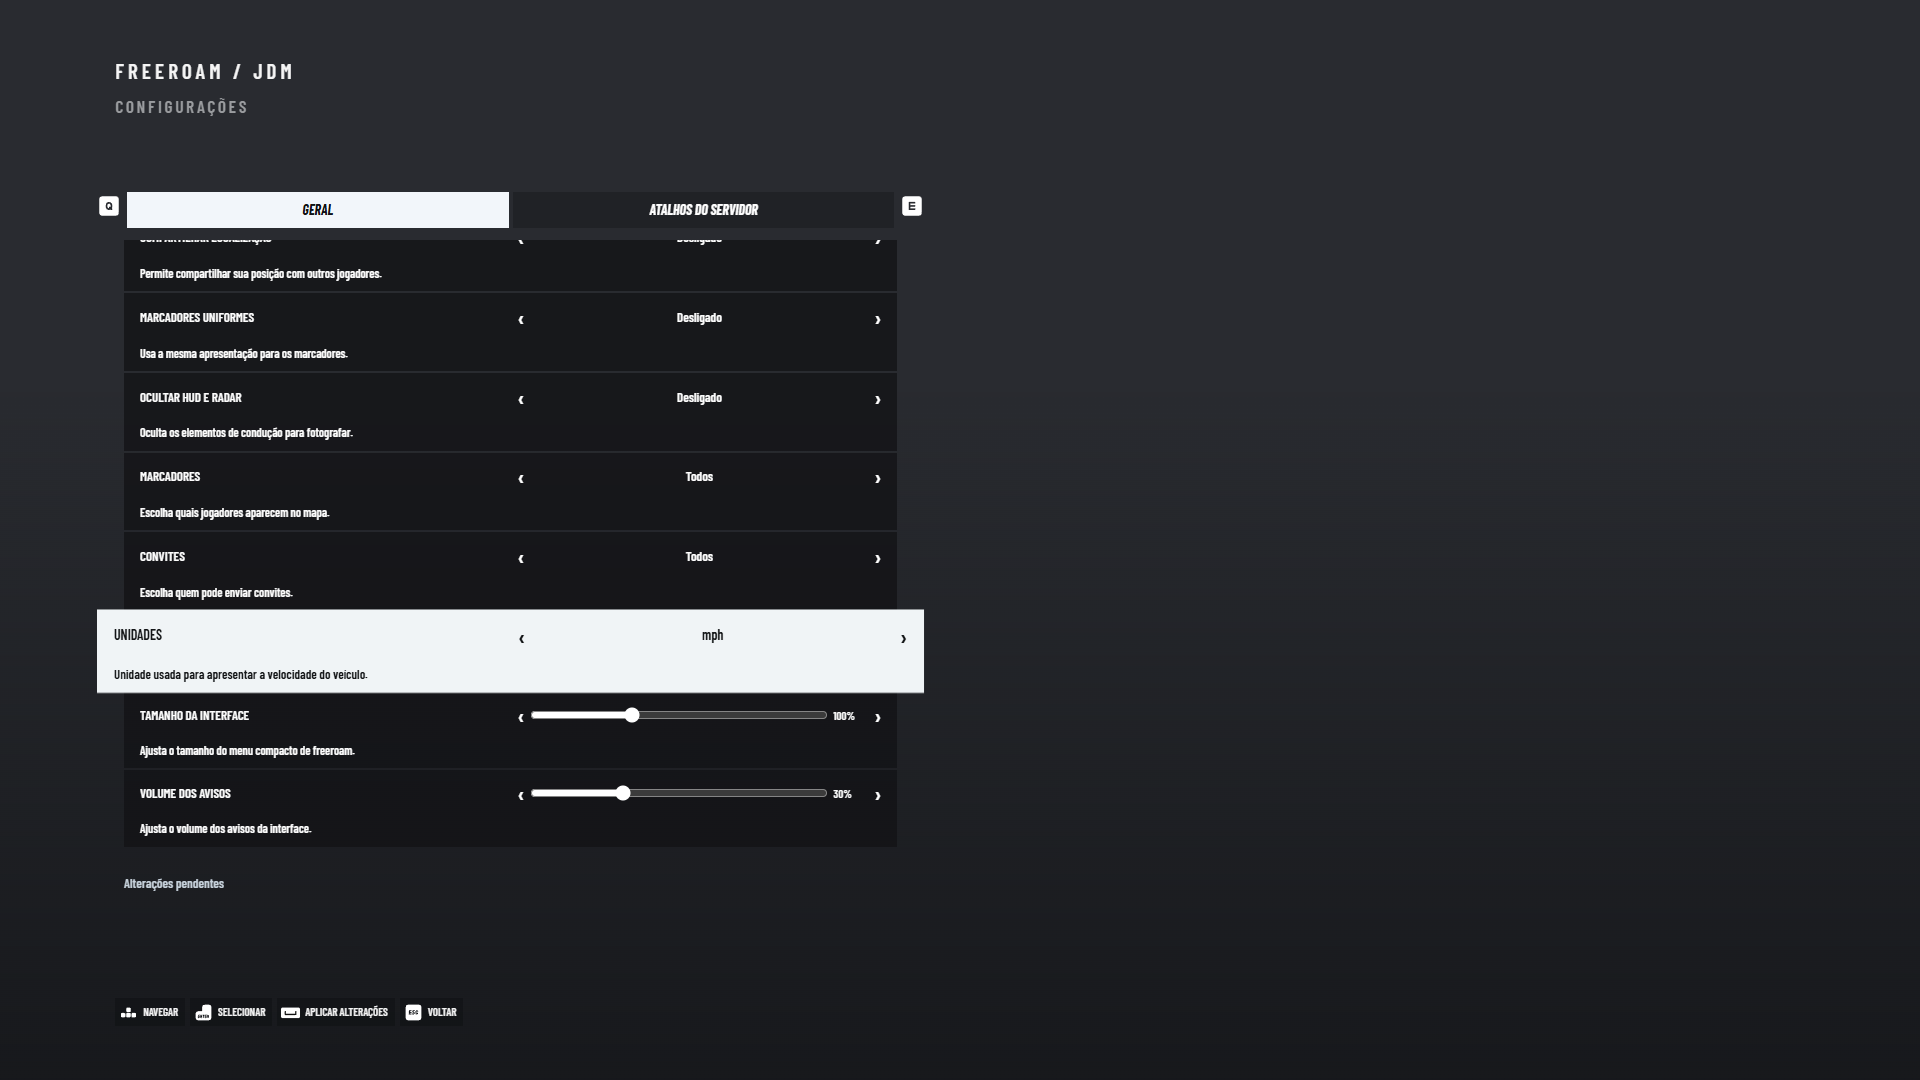 FREEROAM / JDM
CONFIGURAÇÕES
Q
GERAL
ATALHOS DO SERVIDOR
E
Desligado
Permite compartilhar sua posição com outros jogadores.
MARCADORES UNIFORMES
‹ Desligado ›
Usa a mesma apresentação para os marcadores.
OCULTAR HUD E RADAR
‹ Desligado ›
Oculta os elementos de condução para fotografar.
MARCADORES
‹ Todos ›
Escolha quais jogadores aparecem no mapa.
CONVITES
‹ Todos ›
Escolha quem pode enviar convites.
UNIDADES
‹ mph ›
Unidade usada para apresentar a velocidade do veículo.
TAMANHO DA INTERFACE
‹ 100% ›
Ajusta o tamanho do menu compacto de freeroam.
VOLUME DOS AVISOS
‹ 30% ›
Ajusta o volume dos avisos da interface.
Alterações pendentes
NAVEGAR
ENTER SELECIONAR
APLICAR ALTERAÇÕES
ESC VOLTAR